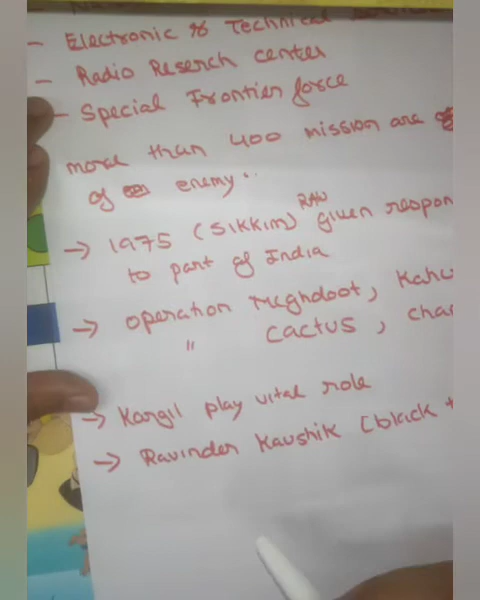 - Electronic & Technical
- Radio Reserch center
- Special Frontier force
more than 400 mission are
of enemy..
RAW
→ 1975 (Sikkim) given respon
to part of India
→ operation Meghdoot, Kahu
" Cactus, cha
→ Kargil play vital role
→ Ravinder Kaushik [black t